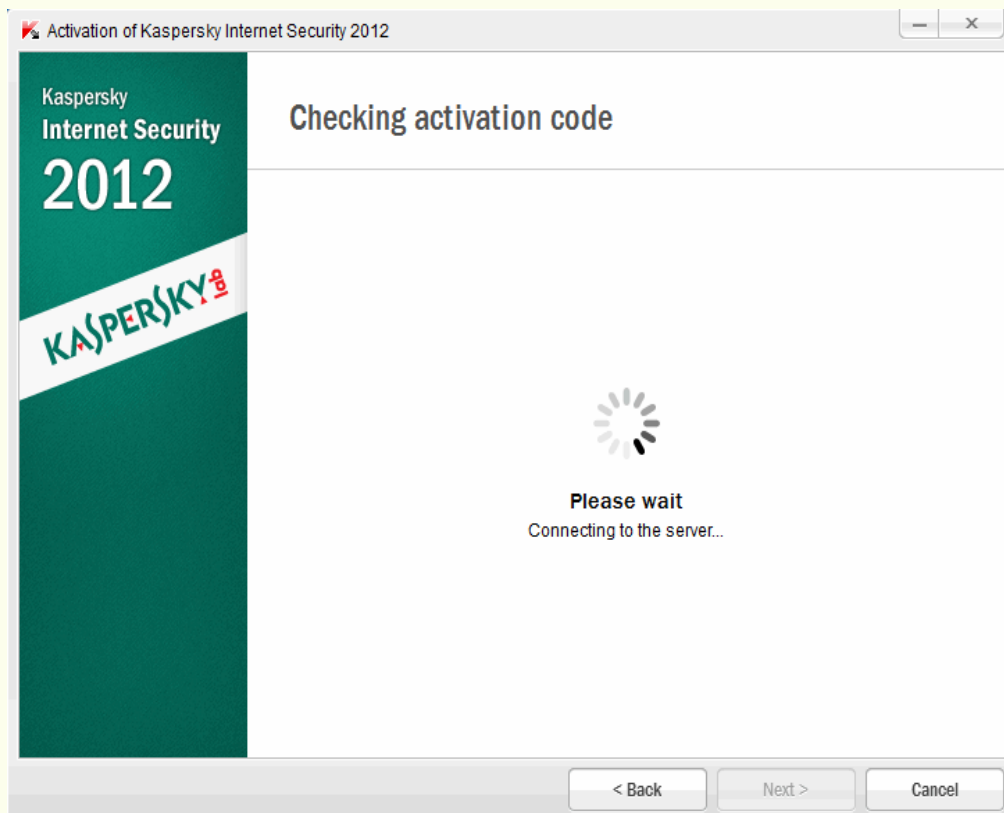 Activation of Kaspersky Internet Security 2012
Kaspersky
Internet Security
2012
KASPERSKY lab
Checking activation code
Please wait
Connecting to the server...
< Back
Next >
Cancel